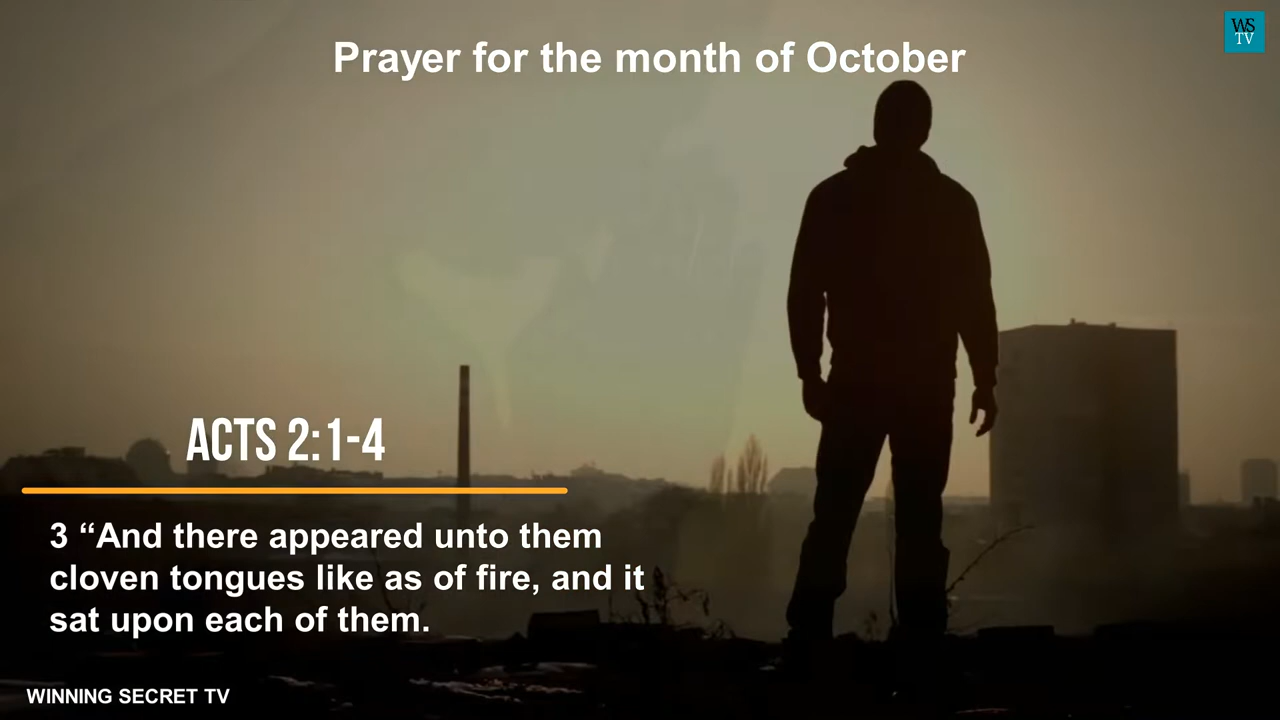 Prayer for the month of October
WS
TV
ACTS 2:1-4
3 “And there appeared unto them
cloven tongues like as of fire, and it
sat upon each of them.
WINNING SECRET TV